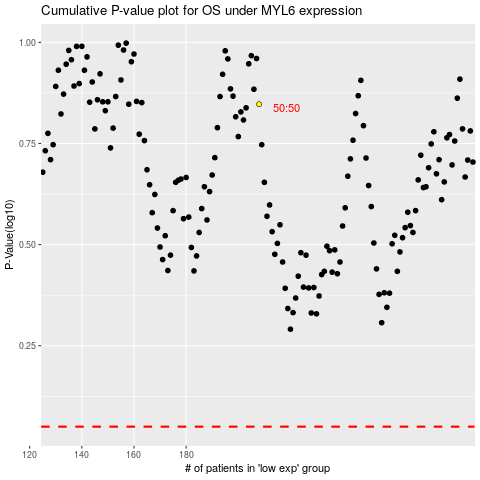 Cumulative P-value plot for OS under MYL6 expression
P-Value(log10)
1.00
0.75
0.50
0.25
50:50
120 140 160 180
# of patients in 'low exp' group